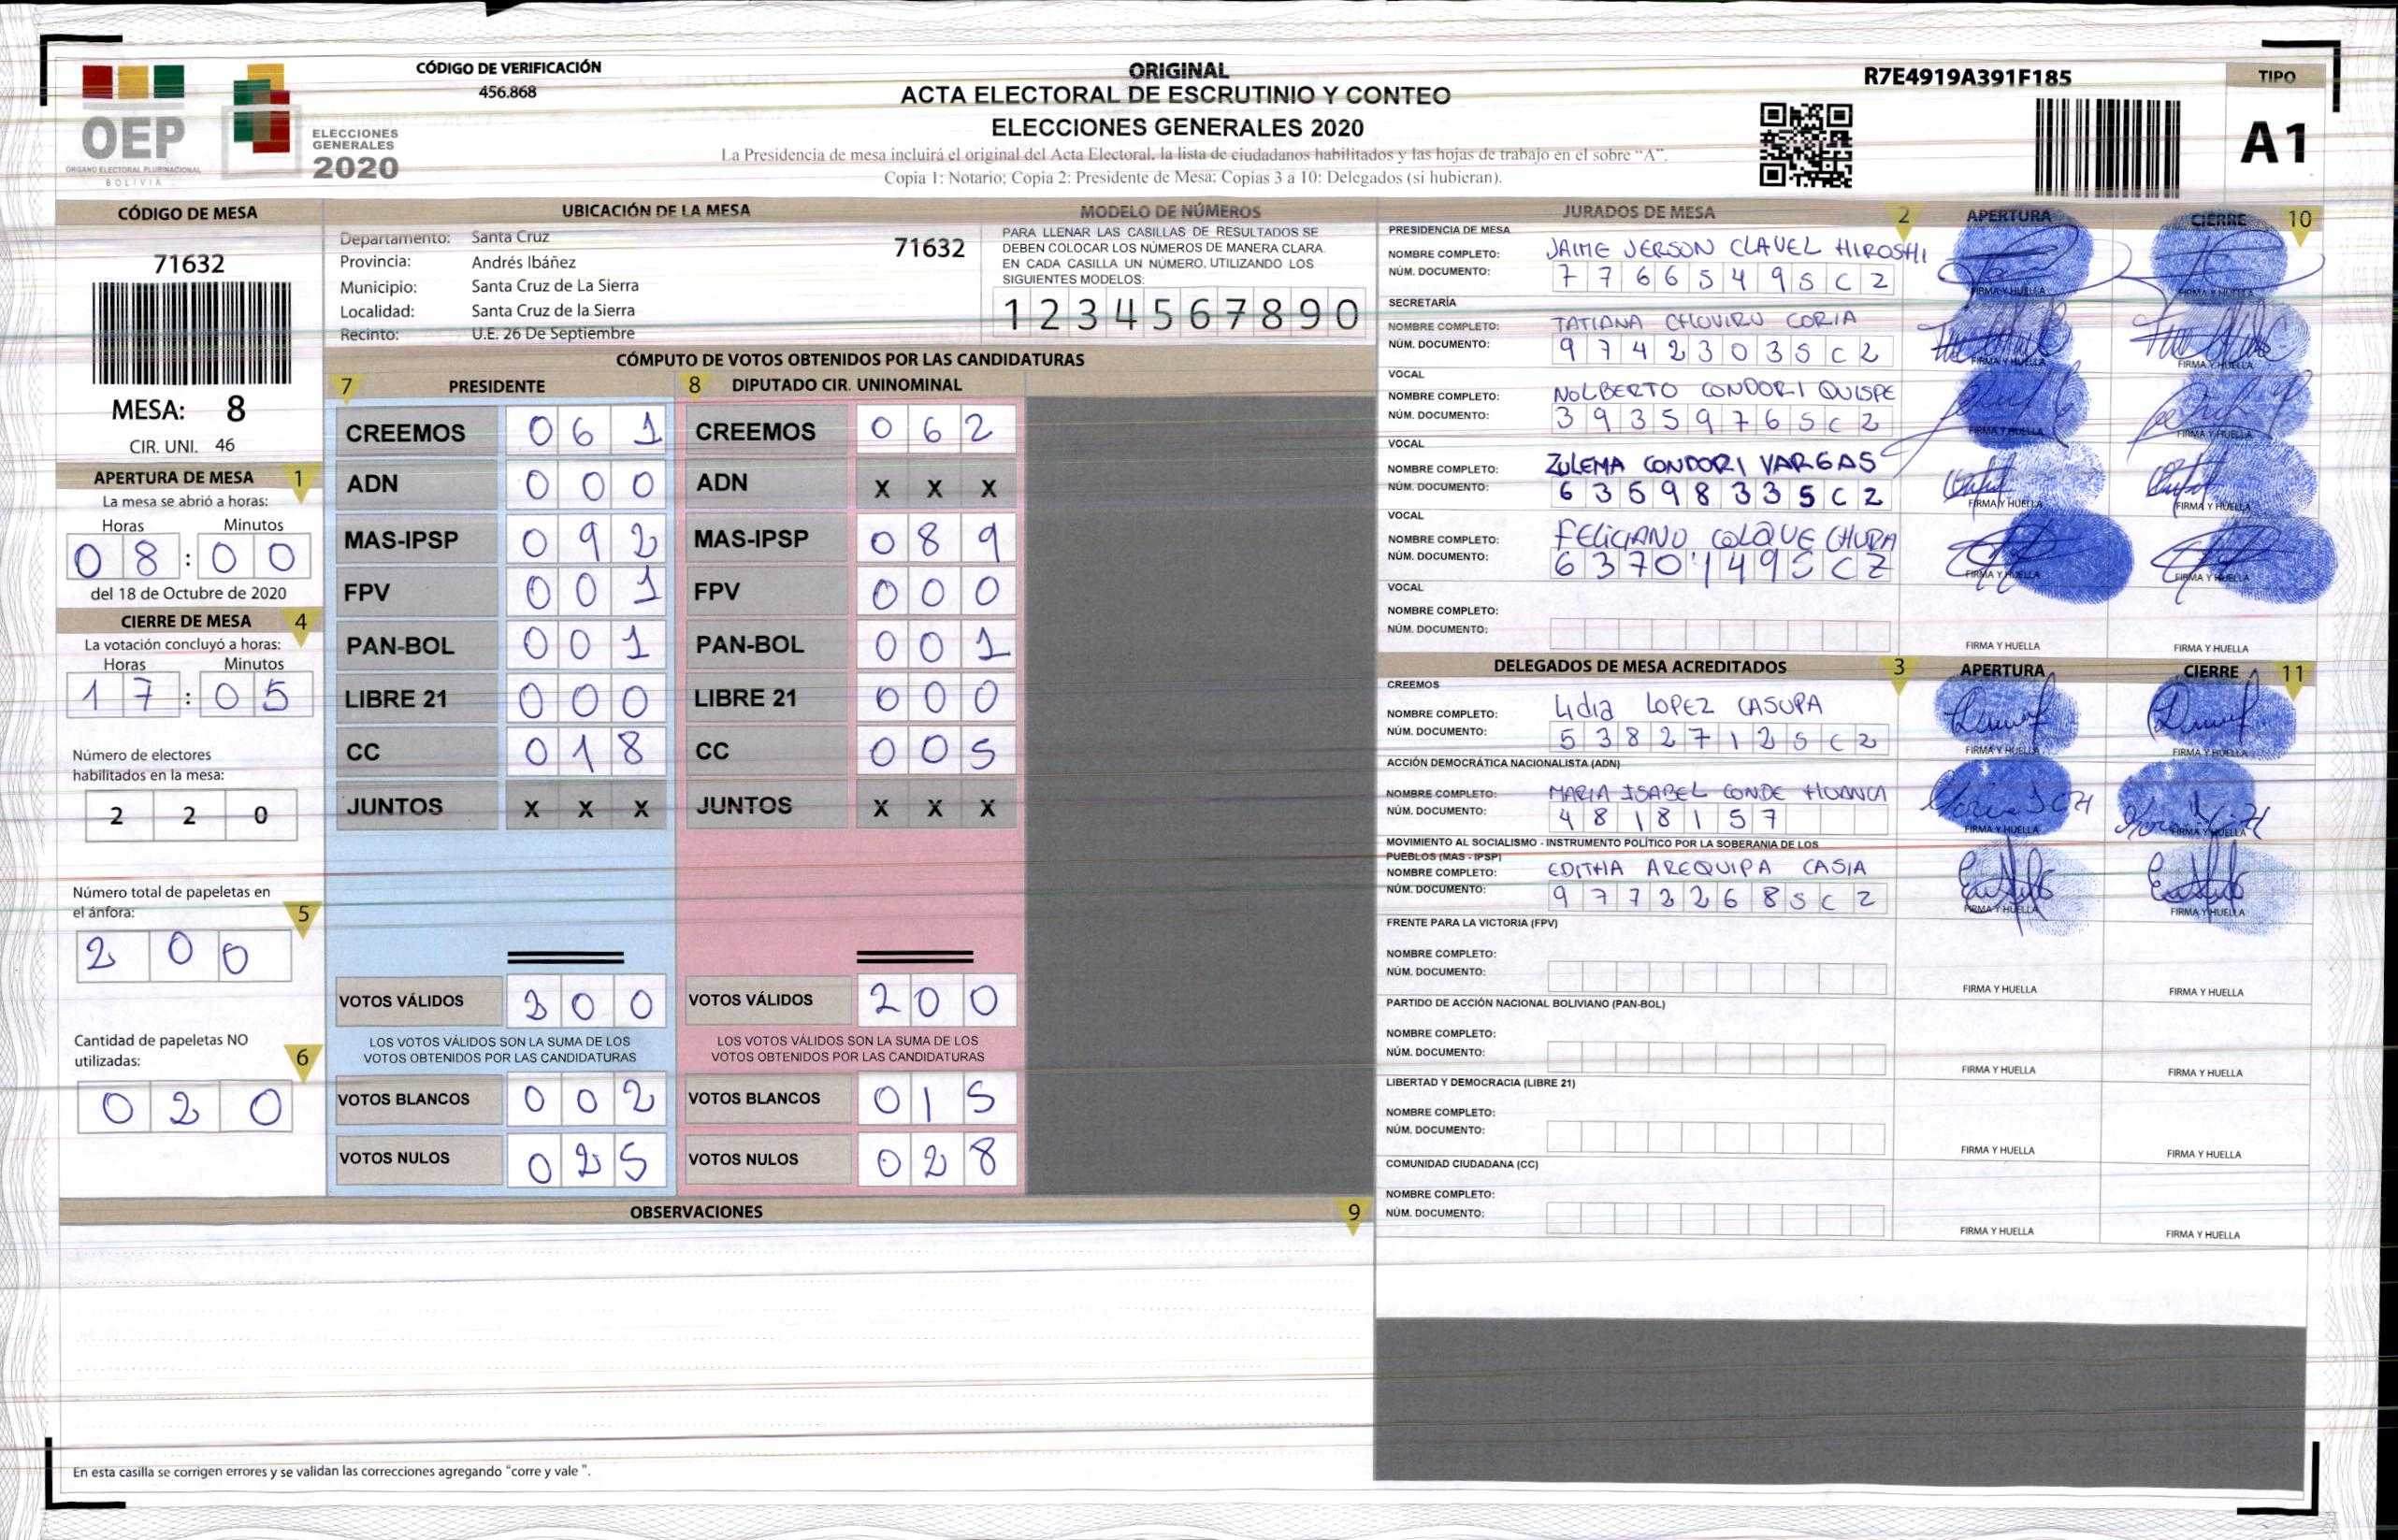 CÓDIGO DE VERIFICACIÓN
456.868
OEP
ÓRGANO ELECTORAL PLURINACIONAL
BOLIVIA
ELECCIONES
GENERALES
2020
ORIGINAL
ACTA ELECTORAL DE ESCRUTINIO Y CONTEO
ELECCIONES GENERALES 2020
La Presidencia de mesa incluirá el original del Acta Electoral, la lista de ciudadanos habilitados y las hojas de trabajo en el sobre "A".
Copia 1: Notario; Copia 2: Presidente de Mesa; Copias 3 a 10: Delegados (si hubieran).
R7E4919A391F185
TIPO
A1
CÓDIGO DE MESA
71632
MESA: 8
CIR. UNI. 46
APERTURA DE MESA 1
La mesa se abrió a horas:
Horas Minutos
0 8 : 0 0
del 18 de Octubre de 2020
CIERRE DE MESA 4
La votación concluyó a horas:
Horas Minutos
1 7 : 0 5
Número de electores
habilitados en la mesa:
2 2 0
Número total de papeletas en
el ánfora: 5
2 0 0
Cantidad de papeletas NO
utilizadas: 6
0 2 0
UBICACIÓN DE LA MESA
Departamento: Santa Cruz
Provincia: Andrés Ibáñez
Municipio: Santa Cruz de La Sierra
Localidad: Santa Cruz de la Sierra
Recinto: U.E. 26 De Septiembre
71632
MODELO DE NÚMEROS
PARA LLENAR LAS CASILLAS DE RESULTADOS SE
DEBEN COLOCAR LOS NÚMEROS DE MANERA CLARA.
EN CADA CASILLA UN NÚMERO, UTILIZANDO LOS
SIGUIENTES MODELOS:
1 2 3 4 5 6 7 8 9 0
CÓMPUTO DE VOTOS OBTENIDOS POR LAS CANDIDATURAS
7 PRESIDENTE 8 DIPUTADO CIR. UNINOMINAL
CREEMOS 0 6 1 CREEMOS 0 6 2
ADN 0 0 0 ADN X X X
MAS-IPSP 0 9 2 MAS-IPSP 0 8 9
FPV 0 0 1 FPV 0 0 0
PAN-BOL 0 0 1 PAN-BOL 0 0 1
LIBRE 21 0 0 0 LIBRE 21 0 0 0
CC 0 1 8 CC 0 0 5
JUNTOS X X X JUNTOS X X X
VOTOS VÁLIDOS 0 0 VOTOS VÁLIDOS 2 0 0
LOS VOTOS VÁLIDOS SON LA SUMA DE LOS LOS VOTOS VÁLIDOS SON LA SUMA DE LOS
VOTOS OBTENIDOS POR LAS CANDIDATURAS VOTOS OBTENIDOS POR LAS CANDIDATURAS
VOTOS BLANCOS 0 0 2 VOTOS BLANCOS 0 1 5
VOTOS NULOS 0 2 5 VOTOS NULOS 0 2 8
OBSERVACIONES 9
En esta casilla se corrigen errores y se validan las correcciones agregando "corre y vale ".
JURADOS DE MESA 2 APERTURA CIERRE 10
PRESIDENCIA DE MESA
NOMBRE COMPLETO: JAIME JERSON CLAVEL HIROSHI
NÚM. DOCUMENTO: 7 7 6 6 5 4 9 S C Z
FIRMA Y HUELLA FIRMA Y HUELLA
SECRETARÍA
NOMBRE COMPLETO: TATIANA CHOVIRU CORIA
NÚM. DOCUMENTO: 9 7 4 2 3 0 3 S C Z
FIRMA Y HUELLA FIRMA Y HUELLA
VOCAL
NOMBRE COMPLETO: NOLBERTO CONDORI QUISPE
NÚM. DOCUMENTO: 3 9 3 5 9 7 6 S C Z
FIRMA Y HUELLA FIRMA Y HUELLA
VOCAL
NOMBRE COMPLETO: ZULEMA CONDORI VARGAS
NÚM. DOCUMENTO: 6 3 5 9 8 3 3 S C Z
FIRMA Y HUELLA FIRMA Y HUELLA
VOCAL
NOMBRE COMPLETO: FELICIANO COLQUE CHURA
NÚM. DOCUMENTO: 6 3 7 0 1 4 9 S C Z
FIRMA Y HUELLA FIRMA Y HUELLA
VOCAL
NOMBRE COMPLETO:
NÚM. DOCUMENTO:
FIRMA Y HUELLA FIRMA Y HUELLA
DELEGADOS DE MESA ACREDITADOS 3 APERTURA CIERRE 11
CREEMOS
NOMBRE COMPLETO: Lidia LOPEZ CASUPA
NÚM. DOCUMENTO: 5 3 8 2 7 1 2 S C Z
FIRMA Y HUELLA FIRMA Y HUELLA
ACCIÓN DEMOCRÁTICA NACIONALISTA (ADN)
NOMBRE COMPLETO: MARIA ISABEL CONDE HUANCA
NÚM. DOCUMENTO: 4 8 1 8 1 5 7
FIRMA Y HUELLA FIRMA Y HUELLA
MOVIMIENTO AL SOCIALISMO - INSTRUMENTO POLÍTICO POR LA SOBERANIA DE LOS
PUEBLOS (MAS - IPSP)
NOMBRE COMPLETO: EDITHA AREQUIPA CASIA
NÚM. DOCUMENTO: 9 7 7 2 2 6 8 S C Z
FIRMA Y HUELLA FIRMA Y HUELLA
FRENTE PARA LA VICTORIA (FPV)
NOMBRE COMPLETO:
NÚM. DOCUMENTO:
FIRMA Y HUELLA FIRMA Y HUELLA
PARTIDO DE ACCIÓN NACIONAL BOLIVIANO (PAN-BOL)
NOMBRE COMPLETO:
NÚM. DOCUMENTO:
FIRMA Y HUELLA FIRMA Y HUELLA
LIBERTAD Y DEMOCRACIA (LIBRE 21)
NOMBRE COMPLETO:
NÚM. DOCUMENTO:
FIRMA Y HUELLA FIRMA Y HUELLA
COMUNIDAD CIUDADANA (CC)
NOMBRE COMPLETO:
NÚM. DOCUMENTO:
FIRMA Y HUELLA FIRMA Y HUELLA